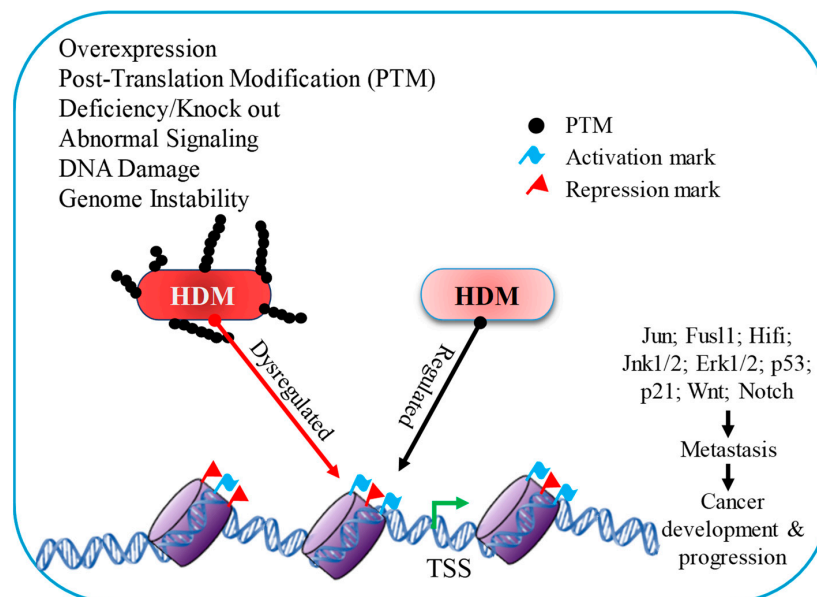 Overexpression
Post-Translation Modification (PTM)
Deficiency/Knock out
Abnormal Signaling
DNA Damage
Genome Instability
PTM
Activation mark
Repression mark
HDM
HDM
Dysregulated
Regulated
Jun; Fusl1; Hifi;
Jnk1/2; Erk1/2; p53;
p21; Wnt; Notch
Metastasis
Cancer
development &
progression
TSS